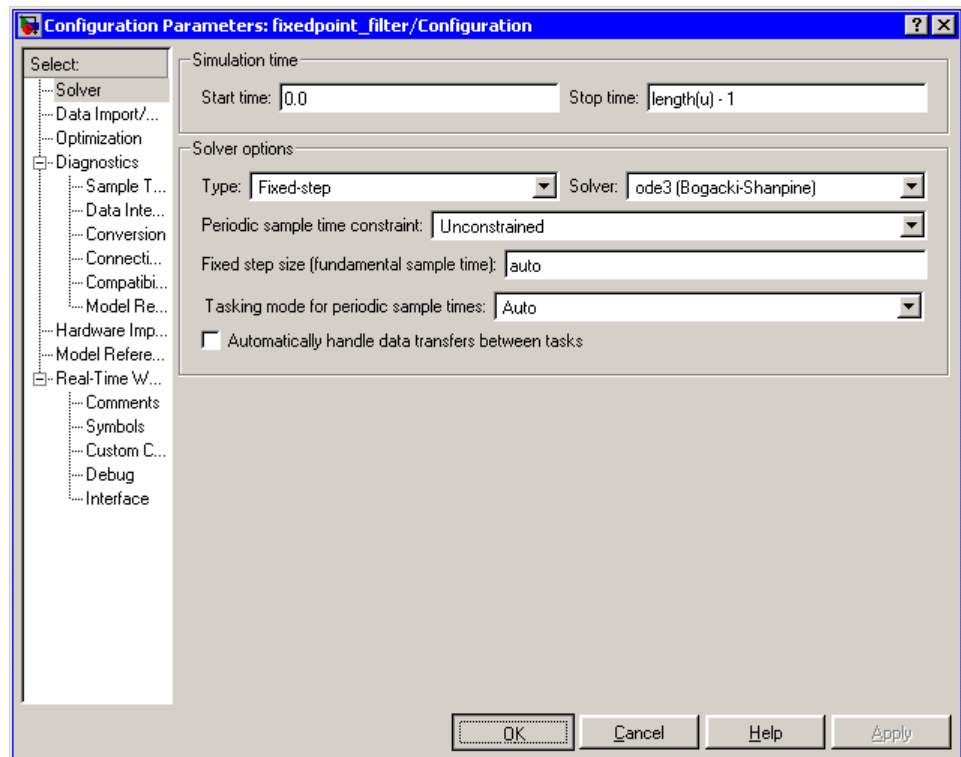 Configuration Parameters: fixedpoint_filter/Configuration
Select:
Solver
Data Import/...
Optimization
Diagnostics
Sample T...
Data Inte...
Conversion
Connecti...
Compatibi...
Model Re...
Hardware Imp...
Model Refere...
Real-Time W...
Comments
Symbols
Custom C...
Debug
Interface
Simulation time
Start time: 0.0 Stop time: length(u) - 1
Solver options
Type: Fixed-step Solver: ode3 (Bogacki-Shanpine)
Periodic sample time constraint: Unconstrained
Fixed step size (fundamental sample time): auto
Tasking mode for periodic sample times: Auto
Automatically handle data transfers between tasks
OK Cancel Help Apply